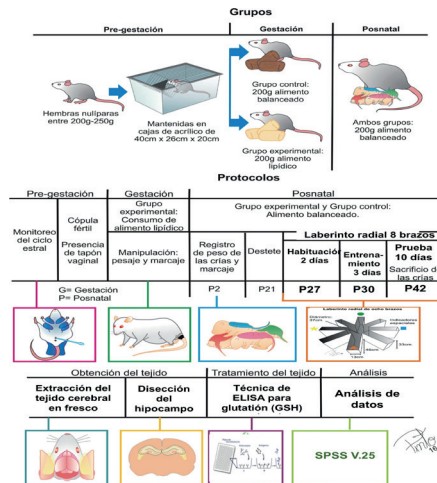 Grupos
Pre-gestación
Gestación
Posnatal
Hembras nulíparas
entre 200g-250g
Mantenidas en
cajas de acrílico de
40cm x 26cm x 20cm
Grupo control:
200g alimento
balanceado
Grupo experimental:
200g alimento
lipídico
Ambos grupos:
200g alimento
balanceado
Protocolos
Pre-gestación
Gestación
Posnatal
Monitoreo
del ciclo
estral
Cópula
fértil
Presencia
de tapón
vaginal
Grupo
experimental:
Consumo de
alimento lipídico
Manipulación:
pesaje y marcaje
Grupo experimental y Grupo control:
Alimento balanceado.
Registro
de peso de
las crías y
marcaje
Destete
Laberinto radial 8 brazos
Habituación
2 días
Entrena-
miento
3 días
Prueba
10 días
Sacrificio de
las crías
G= Gestación
P= Posnatal
P2
P21
P27
P30
P42
Laberinto radial de ocho brazos
Obtención del tejido
Tratamiento del tejido
Análisis
Extracción del
tejido cerebral
en fresco
Disección
del
hipocampo
Técnica de
ELISA para
glutatión (GSH)
Análisis de
datos
SPSS V.25